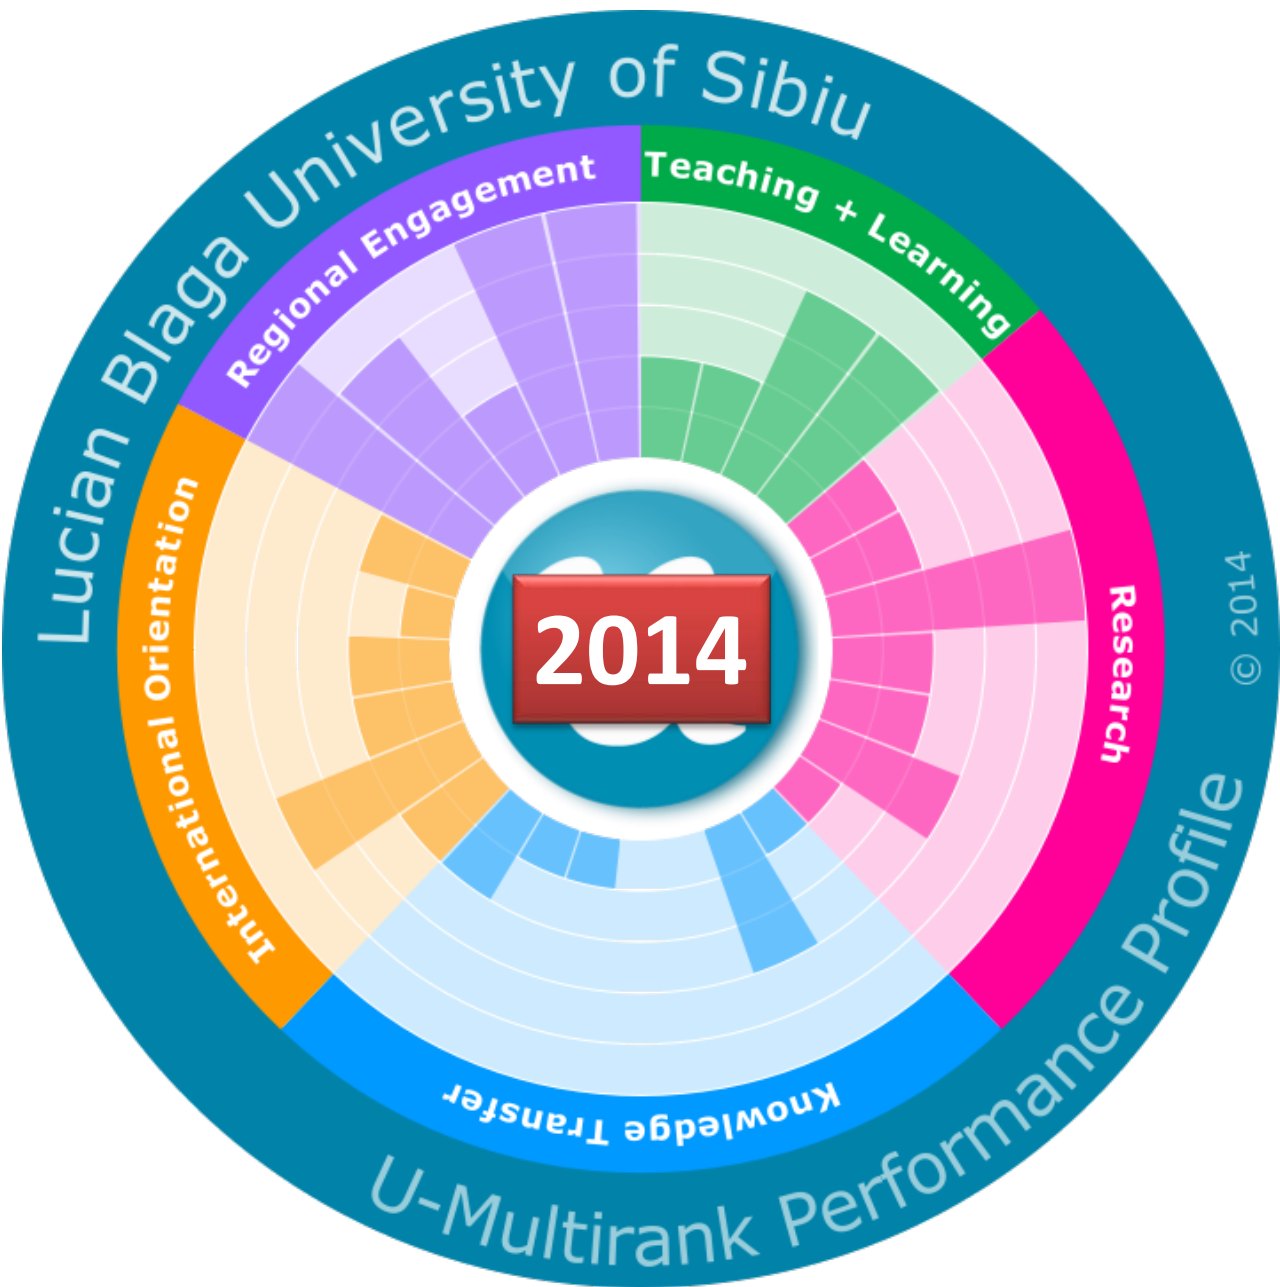 Lucian Blaga University of Sibiu
Regional Engagement
Teaching + Learning
Research
Knowledge Transfer
International Orientation
2014
© 2014
U-Multirank Performance Profile